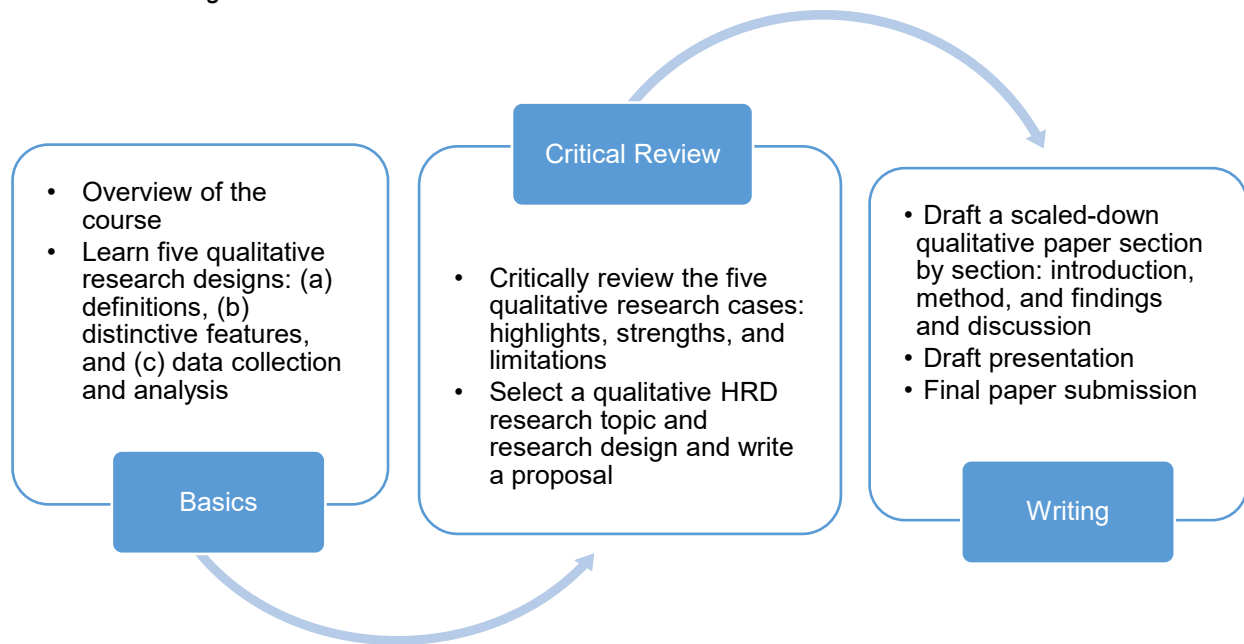 • Overview of the
course
• Learn five qualitative
research designs: (a)
definitions, (b)
distinctive features,
and (c) data collection
and analysis
Basics
Critical Review
• Critically review the five
qualitative research cases:
highlights, strengths, and
limitations
• Select a qualitative HRD
research topic and
research design and write
a proposal
• Draft a scaled-down
qualitative paper section
by section: introduction,
method, and findings
and discussion
• Draft presentation
• Final paper submission
Writing